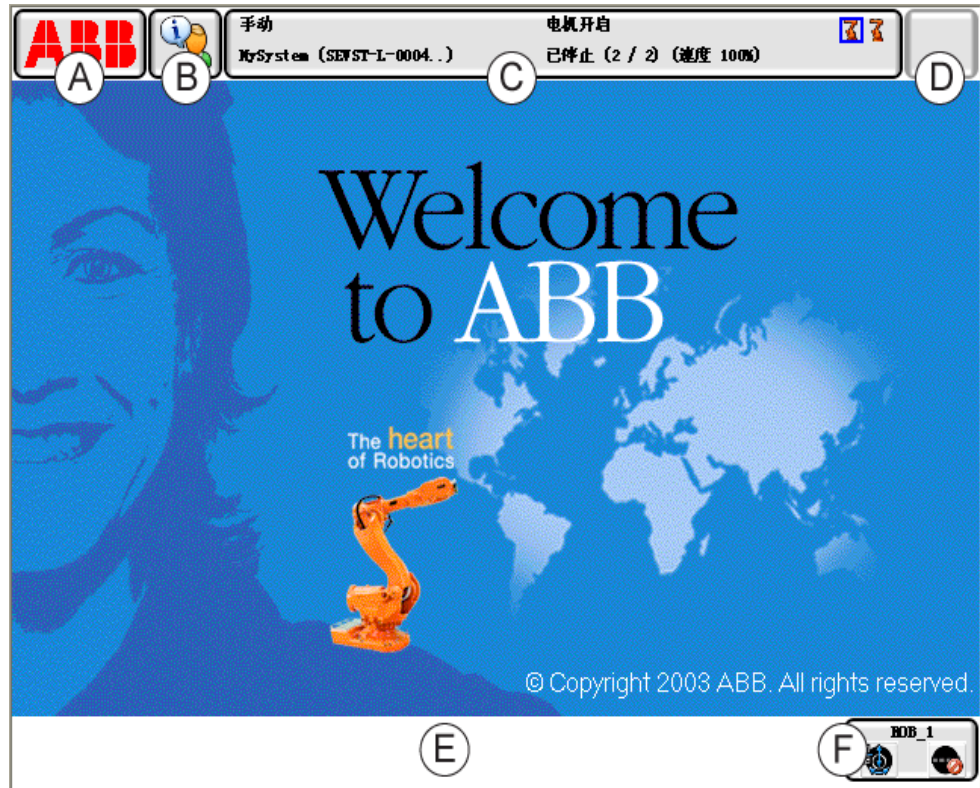 ABB
手动
电机开启
MySystem (SEVST-L-0004..)
已停止 (2 / 2) (速度 100%)
A
B
C
D
Welcome
to ABB
The heart
of Robotics
© Copyright 2003 ABB. All rights reserved.
E
F
ROB_1